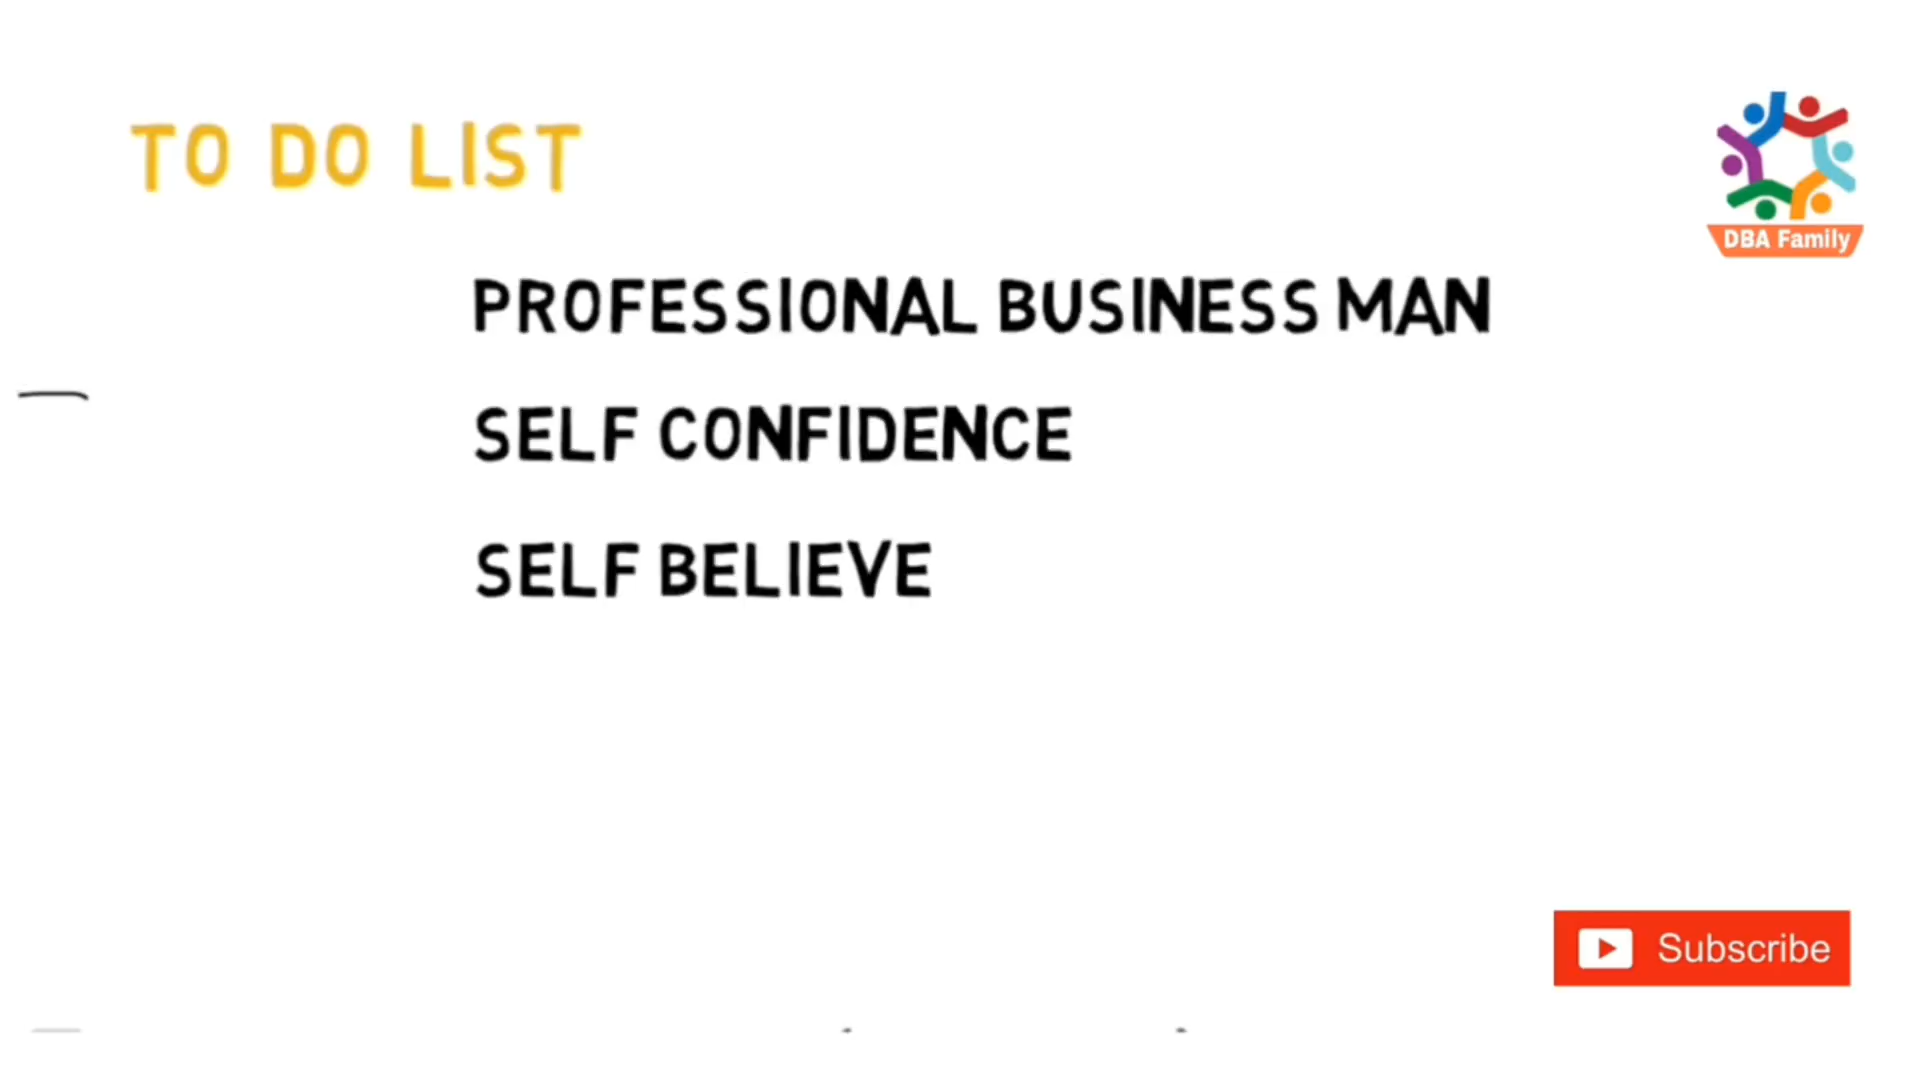 TO DO LIST
DBA Family
PROFESSIONAL BUSINESS MAN
SELF CONFIDENCE
SELF BELIEVE
Subscribe